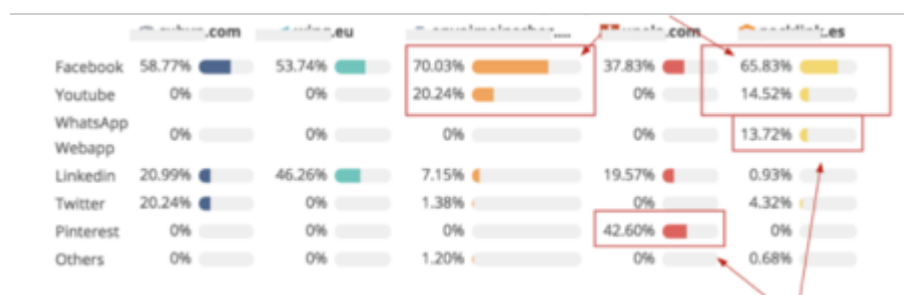 .com .eu .... .com .es
Facebook 58.77% 53.74% 70.03% 37.83% 65.83%
Youtube 0% 0% 20.24% 0% 14.52%
WhatsApp
Webapp 0% 0% 0% 0% 13.72%
Linkedin 20.99% 46.26% 7.15% 19.57% 0.93%
Twitter 20.24% 0% 1.38% 0% 4.32%
Pinterest 0% 0% 0% 42.60% 0%
Others 0% 0% 1.20% 0% 0.68%